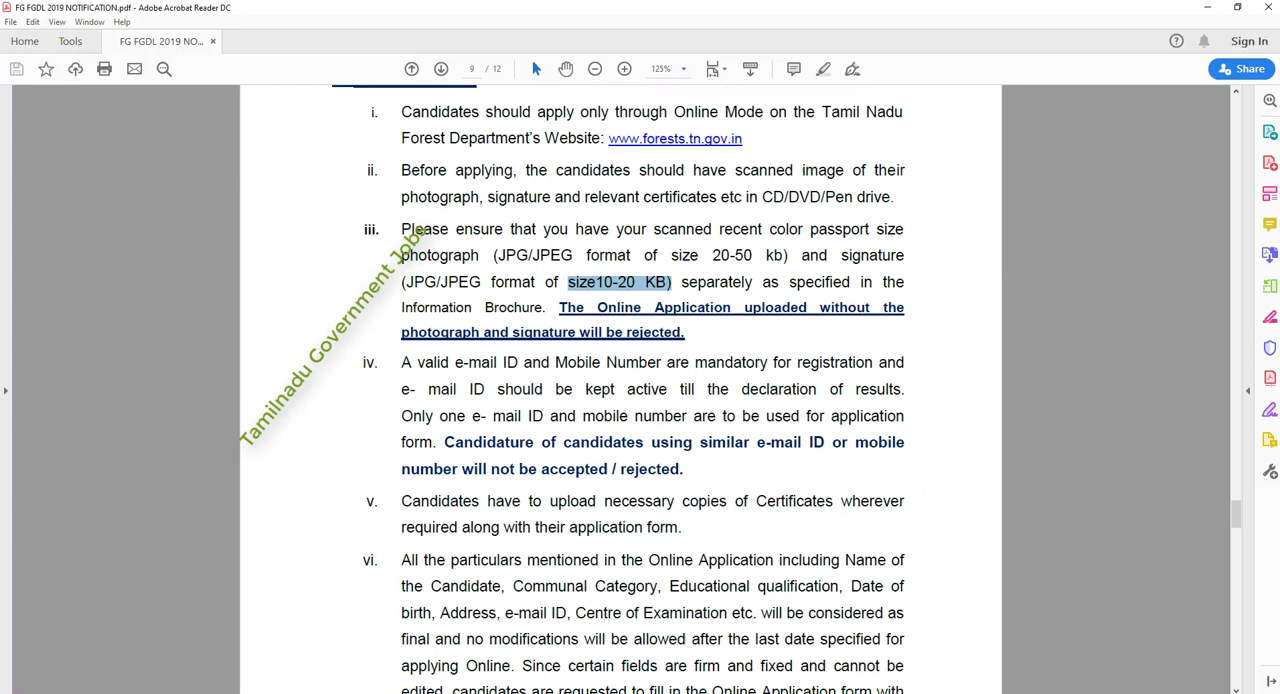 FG FGDL 2019 NOTIFICATION.pdf - Adobe Acrobat Reader DC
File Edit View Window Help
Home Tools FG FGDL 2019 NO... × Sign In
9 / 12 125% Share
i. Candidates should apply only through Online Mode on the Tamil Nadu
Forest Department's Website: www.forests.tn.gov.in
ii. Before applying, the candidates should have scanned image of their
photograph, signature and relevant certificates etc in CD/DVD/Pen drive.
iii. Please ensure that you have your scanned recent color passport size
photograph (JPG/JPEG format of size 20-50 kb) and signature
(JPG/JPEG format of size10-20 KB) separately as specified in the
Information Brochure. The Online Application uploaded without the
photograph and signature will be rejected.
iv. A valid e-mail ID and Mobile Number are mandatory for registration and
e- mail ID should be kept active till the declaration of results.
Only one e- mail ID and mobile number are to be used for application
form. Candidature of candidates using similar e-mail ID or mobile
number will not be accepted / rejected.
v. Candidates have to upload necessary copies of Certificates wherever
required along with their application form.
vi. All the particulars mentioned in the Online Application including Name of
the Candidate, Communal Category, Educational qualification, Date of
birth, Address, e-mail ID, Centre of Examination etc. will be considered as
final and no modifications will be allowed after the last date specified for
applying Online. Since certain fields are firm and fixed and cannot be
edited, candidates are requested to fill in the Online Application form with
Tamilnadu Government Jobs